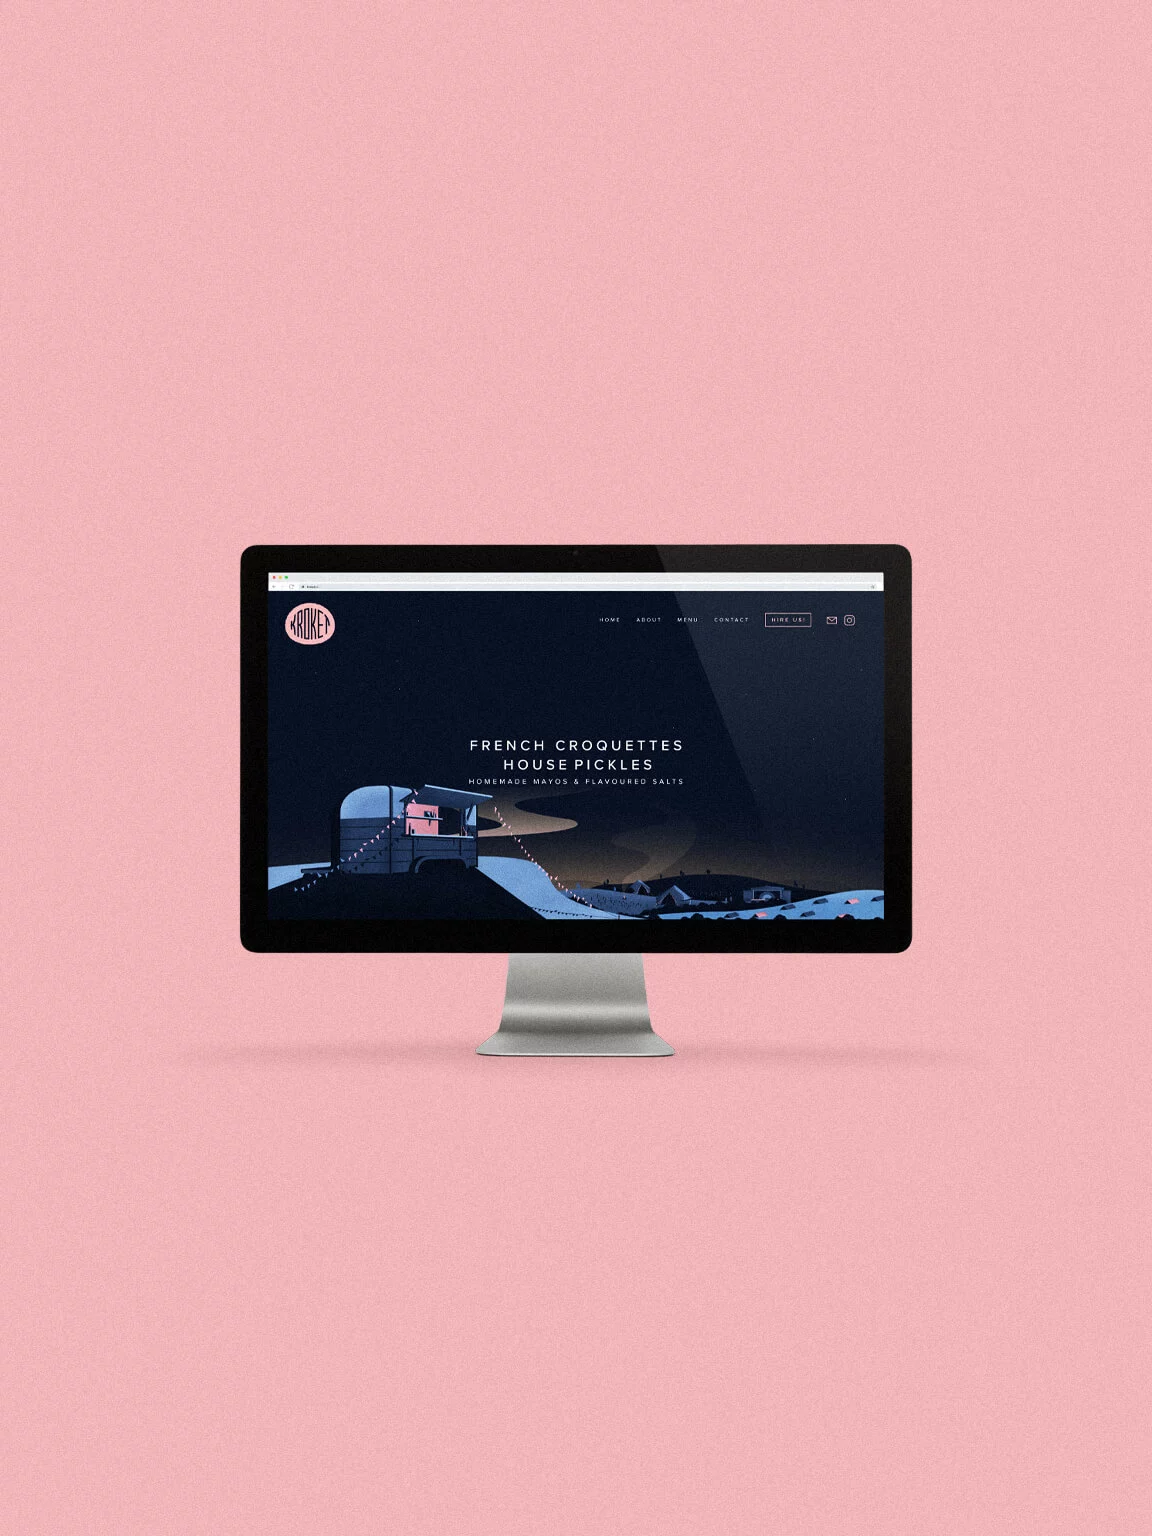 KROKET
HOME ABOUT MENU CONTACT HIRE US!
FRENCH CROQUETTES
HOUSE PICKLES
HOMEMADE MAYOS & FLAVOURED SALTS